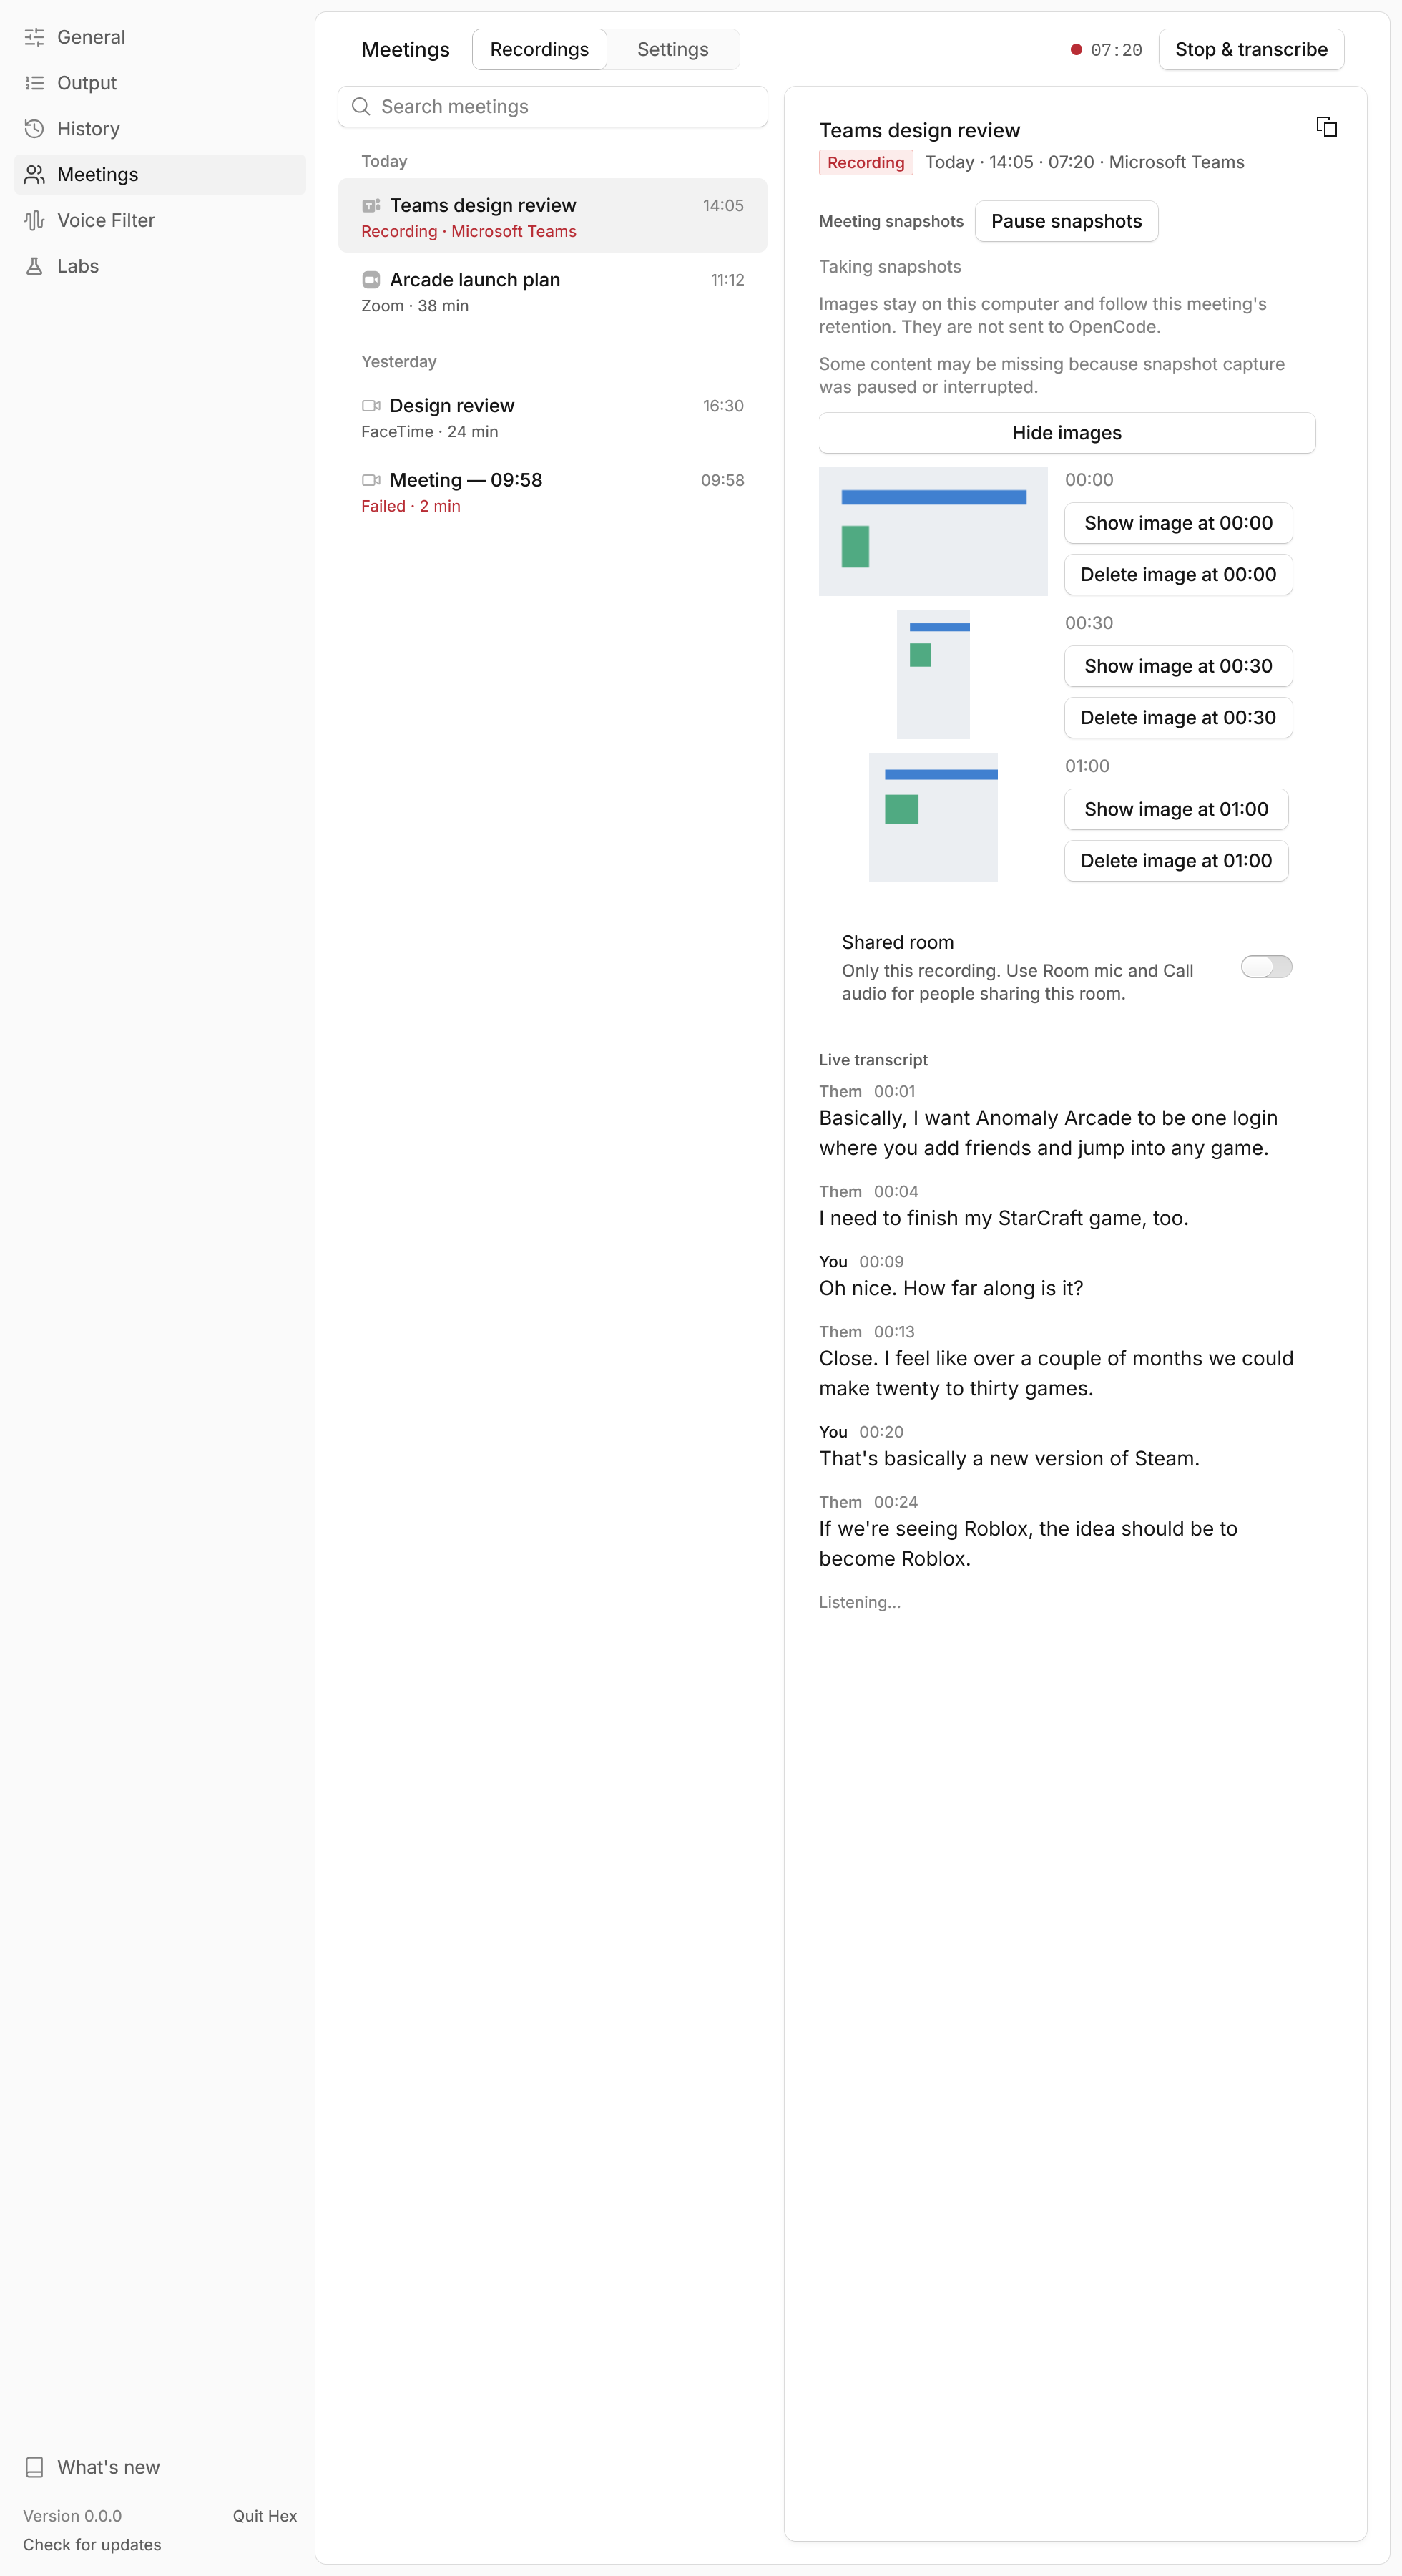 General
Output
History
Meetings
Voice Filter
Labs
What's new
Version 0.0.0
Quit Hex
Check for updates
Meetings
Recordings
Settings
07:20
Stop & transcribe
Search meetings
Today
Teams design review
14:05
Recording · Microsoft Teams
Arcade launch plan
11:12
Zoom · 38 min
Yesterday
Design review
16:30
FaceTime · 24 min
Meeting — 09:58
09:58
Failed · 2 min
Teams design review
Recording
Today · 14:05 · 07:20 · Microsoft Teams
Meeting snapshots
Pause snapshots
Taking snapshots
Images stay on this computer and follow this meeting's
retention. They are not sent to OpenCode.
Some content may be missing because snapshot capture
was paused or interrupted.
Hide images
00:00
Show image at 00:00
Delete image at 00:00
00:30
Show image at 00:30
Delete image at 00:30
01:00
Show image at 01:00
Delete image at 01:00
Shared room
Only this recording. Use Room mic and Call
audio for people sharing this room.
Live transcript
Them 00:01
Basically, I want Anomaly Arcade to be one login
where you add friends and jump into any game.
Them 00:04
I need to finish my StarCraft game, too.
You 00:09
Oh nice. How far along is it?
Them 00:13
Close. I feel like over a couple of months we could
make twenty to thirty games.
You 00:20
That's basically a new version of Steam.
Them 00:24
If we're seeing Roblox, the idea should be to
become Roblox.
Listening...